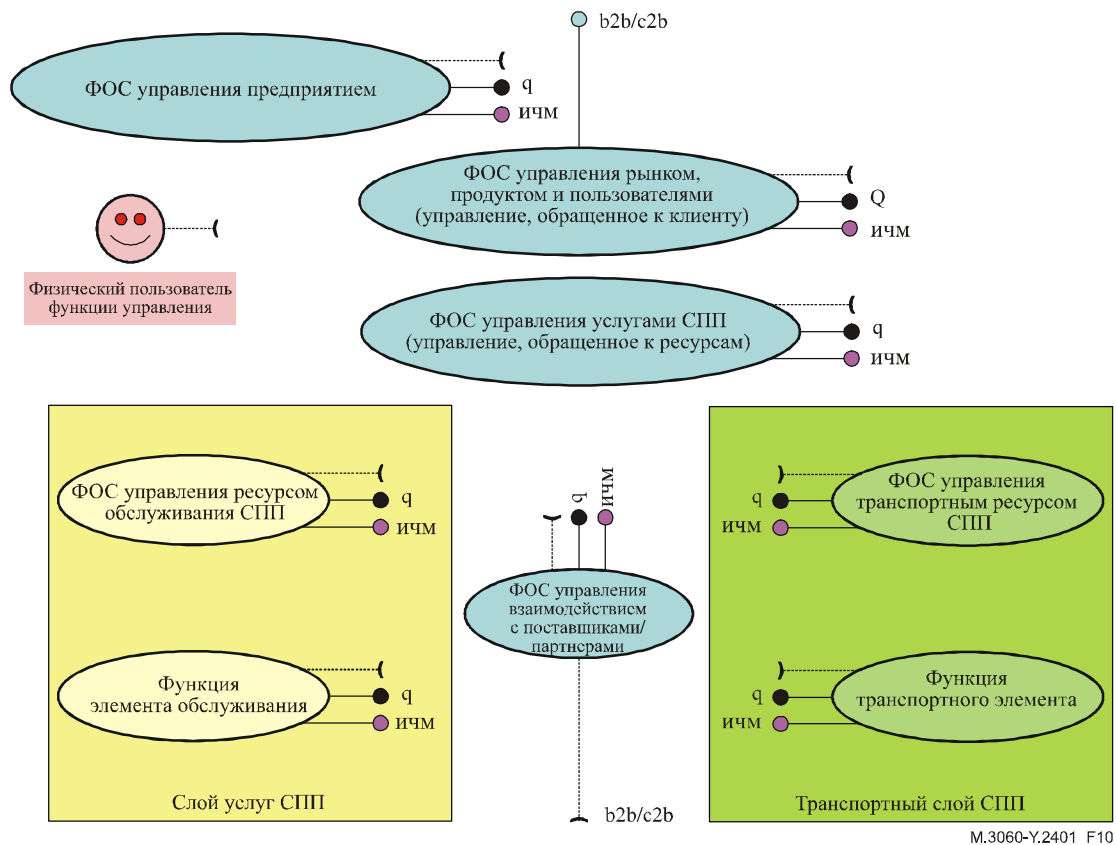 b2b/c2b
ФОС управления предприятием
q
ичм
ФОС управления рынком,
продуктом и пользователями
(управление, обращенное к клиенту)
Q
ичм
Физический пользователь
функции управления
ФОС управления услугами СПП
(управление, обращенное к ресурсам)
q
ичм
ФОС управления ресурсом
обслуживания СПП
q
ичм
q
ичм
ФОС управления
транспортным ресурсом
СПП
q
ичм
ФОС управления
взаимодействием
с поставщиками/
партнерами
Функция
элемента обслуживания
q
ичм
Функция
транспортного элемента
q
ичм
Слой услуг СПП
b2b/c2b
Транспортный слой СПП
M.3060-Y.2401_F10